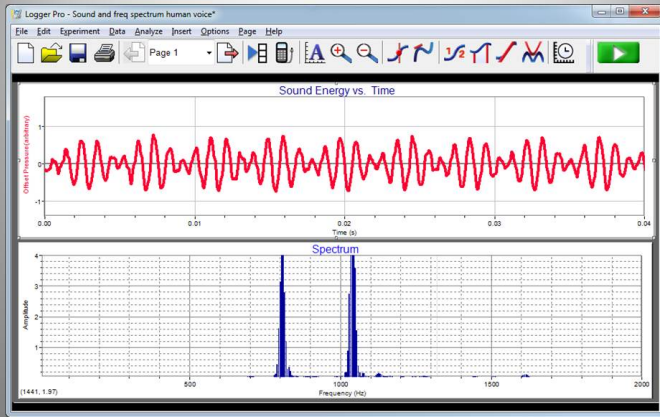 Logger Pro - Sound and freq spectrum human voice*
File Edit Experiment Data Analyze Insert Options Page Help
Page 1
Sound Energy vs. Time
Offset Pressure (arbitrary)
1
0
-1
0.00 0.01 0.02 0.03 0.04
Time (s)
Spectrum
Amplitude
4
3
2
1
500 1000 1500 2000
(1441, 1.97)
Frequency (Hz)